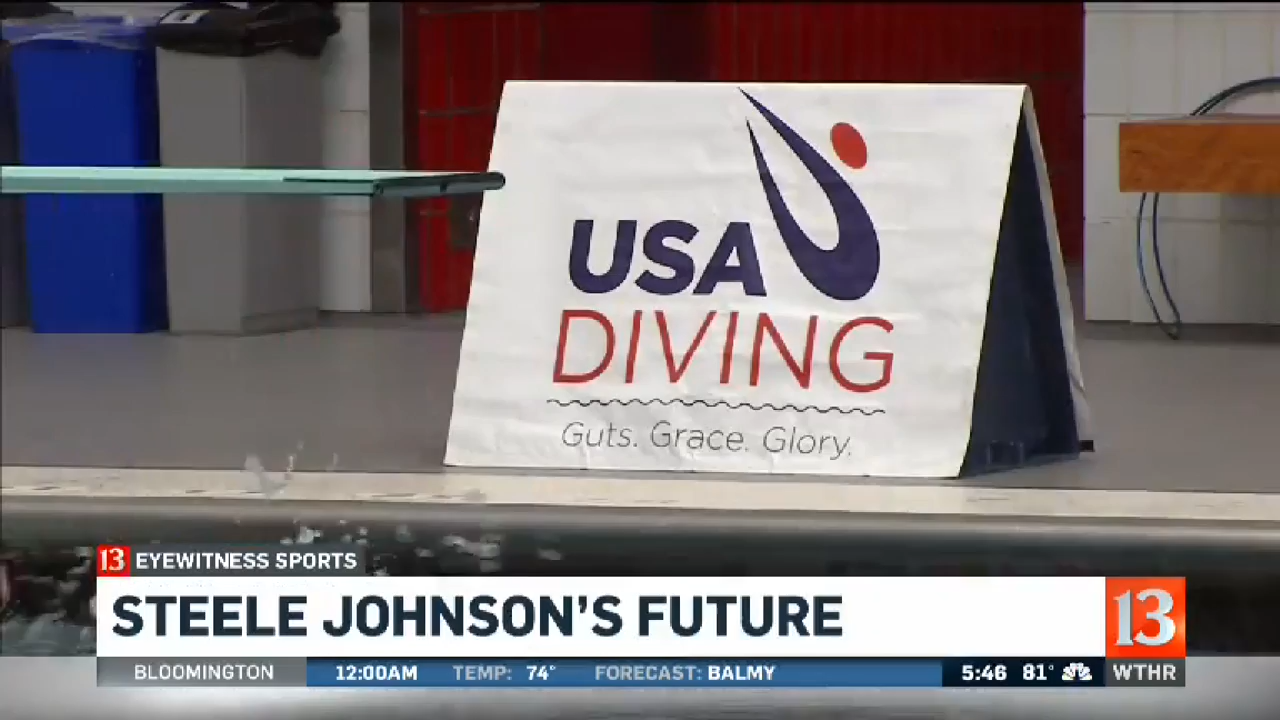 USA
DIVING
Guts. Grace. Glory.
13 EYEWITNESS SPORTS
STEELE JOHNSON'S FUTURE
13
BLOOMINGTON 12:00AM TEMP: 74° FORECAST: BALMY 5:46 81° WTHR